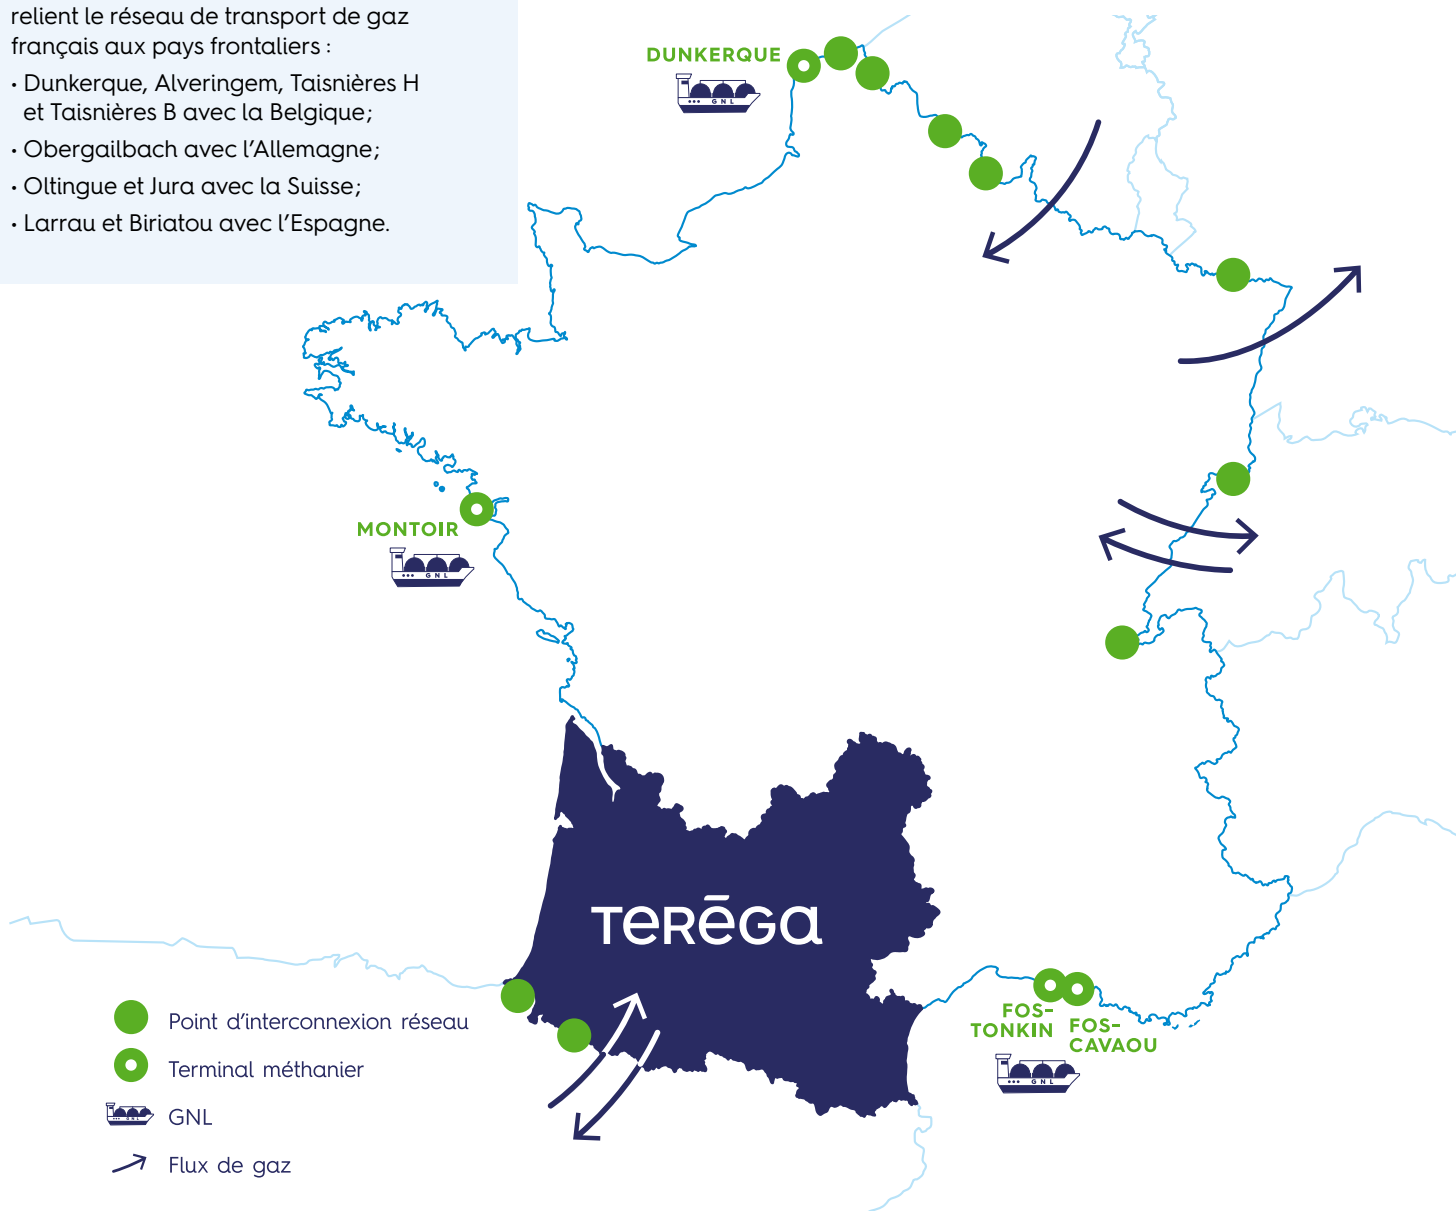 relient le réseau de transport de gaz
français aux pays frontaliers :
• Dunkerque, Alveringem, Taisnières H
et Taisnières B avec la Belgique;
• Obergailbach avec l’Allemagne;
• Oltingue et Jura avec la Suisse;
• Larrau et Biriatou avec l’Espagne.
DUNKERQUE
GNL
MONTOIR
GNL
TERĒGA
FOS-
TONKIN
FOS-
CAVAOU
GNL
Point d’interconnexion réseau
Terminal méthanier
GNL
Flux de gaz